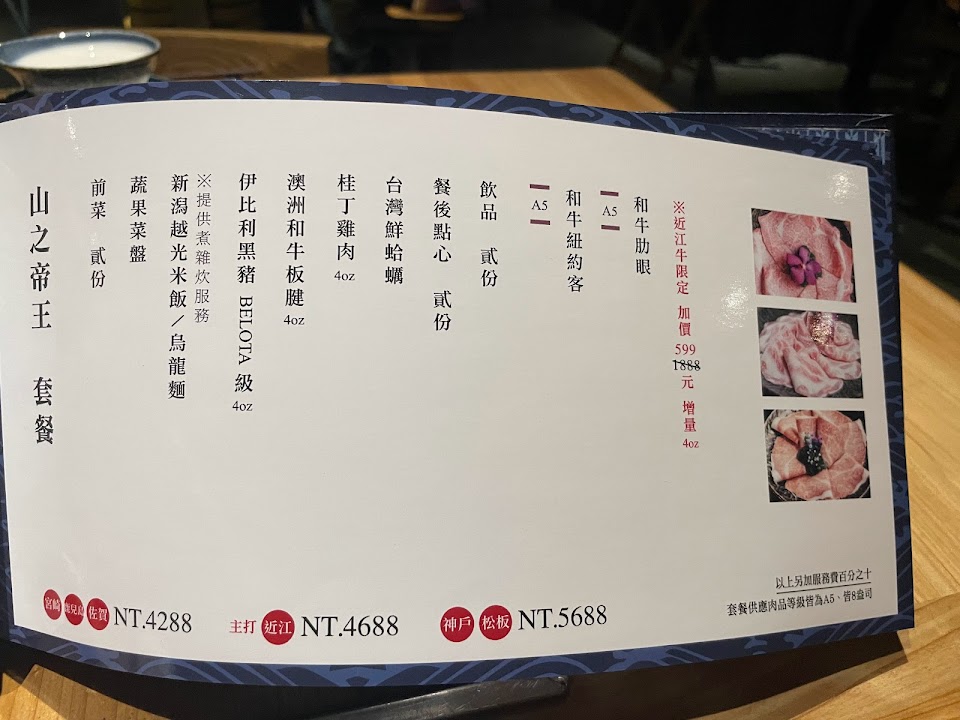 山之帝王 套餐
前菜 貳份
蔬果菜盤
新潟越光米飯／烏龍麵
※提供煮雜炊服務
伊比利黑豬 BELOTA 級 4oz
澳洲和牛板腱 4oz
桂丁雞肉 4oz
台灣鮮蛤蠣
餐後點心 貳份
飲品 貳份
A5
和牛紐約客
A5
和牛肋眼
※近江牛限定 加價 599 1888 元 增量 4oz
以上另加服務費百分之十
套餐供應肉品等級皆為A5、皆8盎司
宮崎 鹿兒島 佐賀 NT.4288
主打 近江 NT.4688
神戶 松板 NT.5688